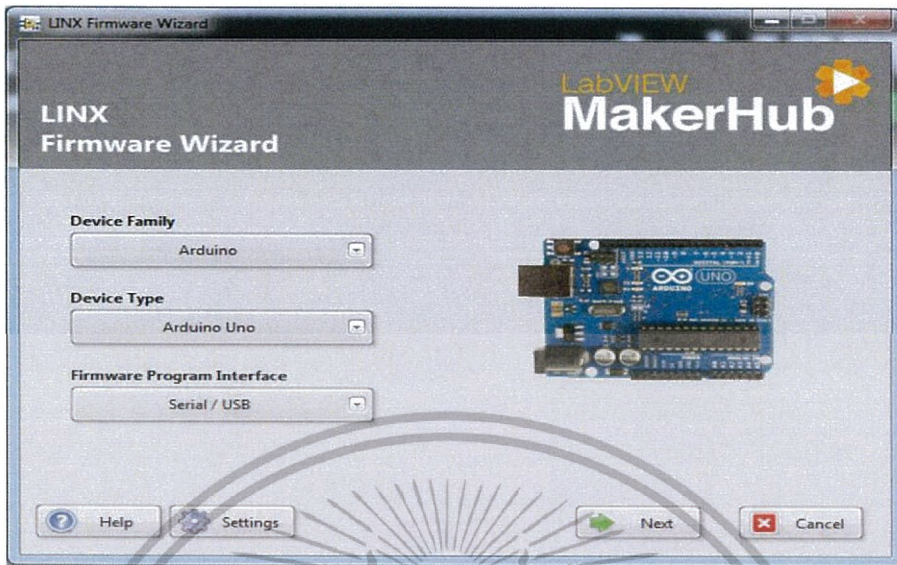 LINX Firmware Wizard
LabVIEW
MakerHub
LINX
Firmware Wizard
Device Family
Arduino
Device Type
Arduino Uno
Firmware Program Interface
Serial / USB
UNO
ARDUINO
Help
Settings
Next
Cancel